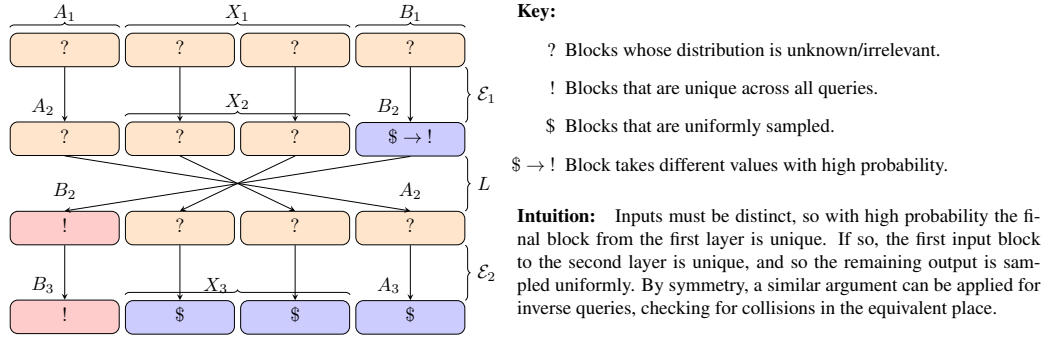 A₁ X₁ B₁
? ? ? ?
ℰ₁
A₂ X₂ B₂
? ? ? $ → !
L
B₂ A₂
! ? ? ?
ℰ₂
B₃ X₃ A₃
! $ $ $
Key:
? Blocks whose distribution is unknown/irrelevant.
! Blocks that are unique across all queries.
$ Blocks that are uniformly sampled.
$ → ! Block takes different values with high probability.
Intuition: Inputs must be distinct, so with high probability the fi-
nal block from the first layer is unique. If so, the first input block
to the second layer is unique, and so the remaining output is sam-
pled uniformly. By symmetry, a similar argument can be applied for
inverse queries, checking for collisions in the equivalent place.